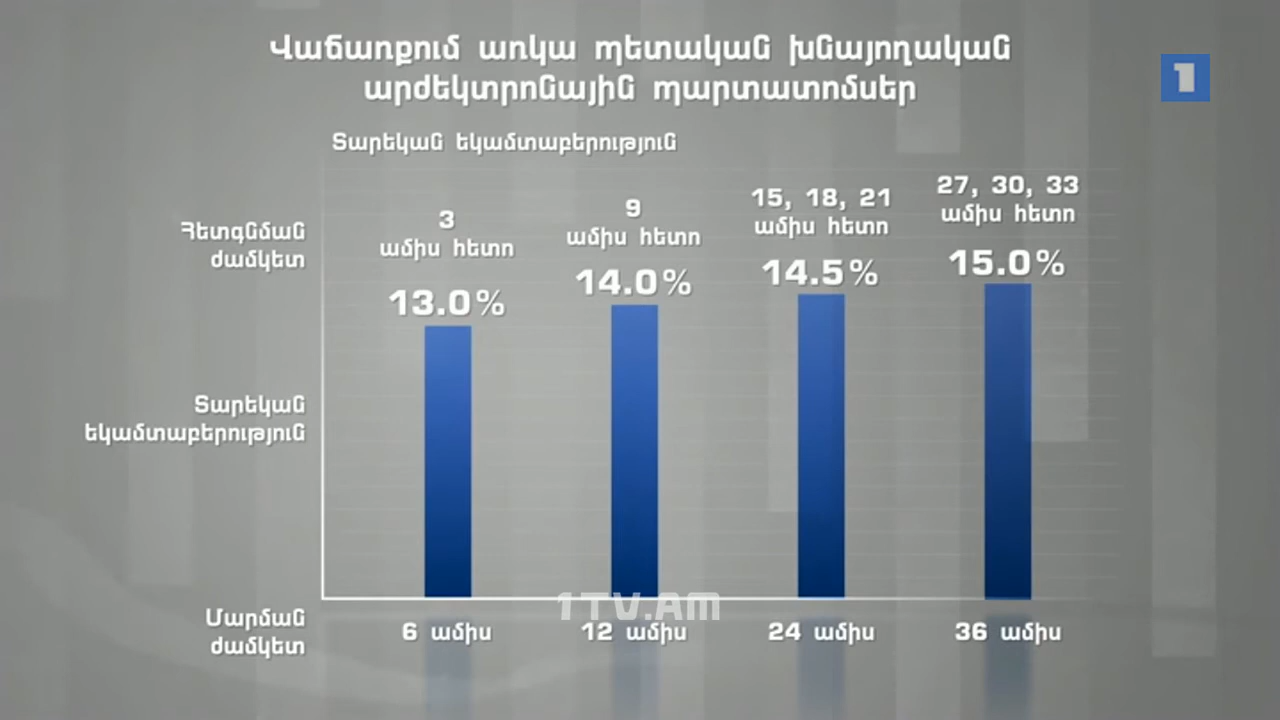 Վաճառքում առկա պետական խնայողական
արժեկտրոնային պարտատոմսեր
1
Տարեկան եկամտաբերություն
Հետգնման
ժամկետ
3
ամիս հետո
13.0%
9
ամիս հետո
14.0%
15, 18, 21
ամիս հետո
14.5%
27, 30, 33
ամիս հետո
15.0%
Տարեկան
եկամտաբերություն
Մարման
ժամկետ
6 ամիս
12 ամիս
24 ամիս
36 ամիս
1TV.AM